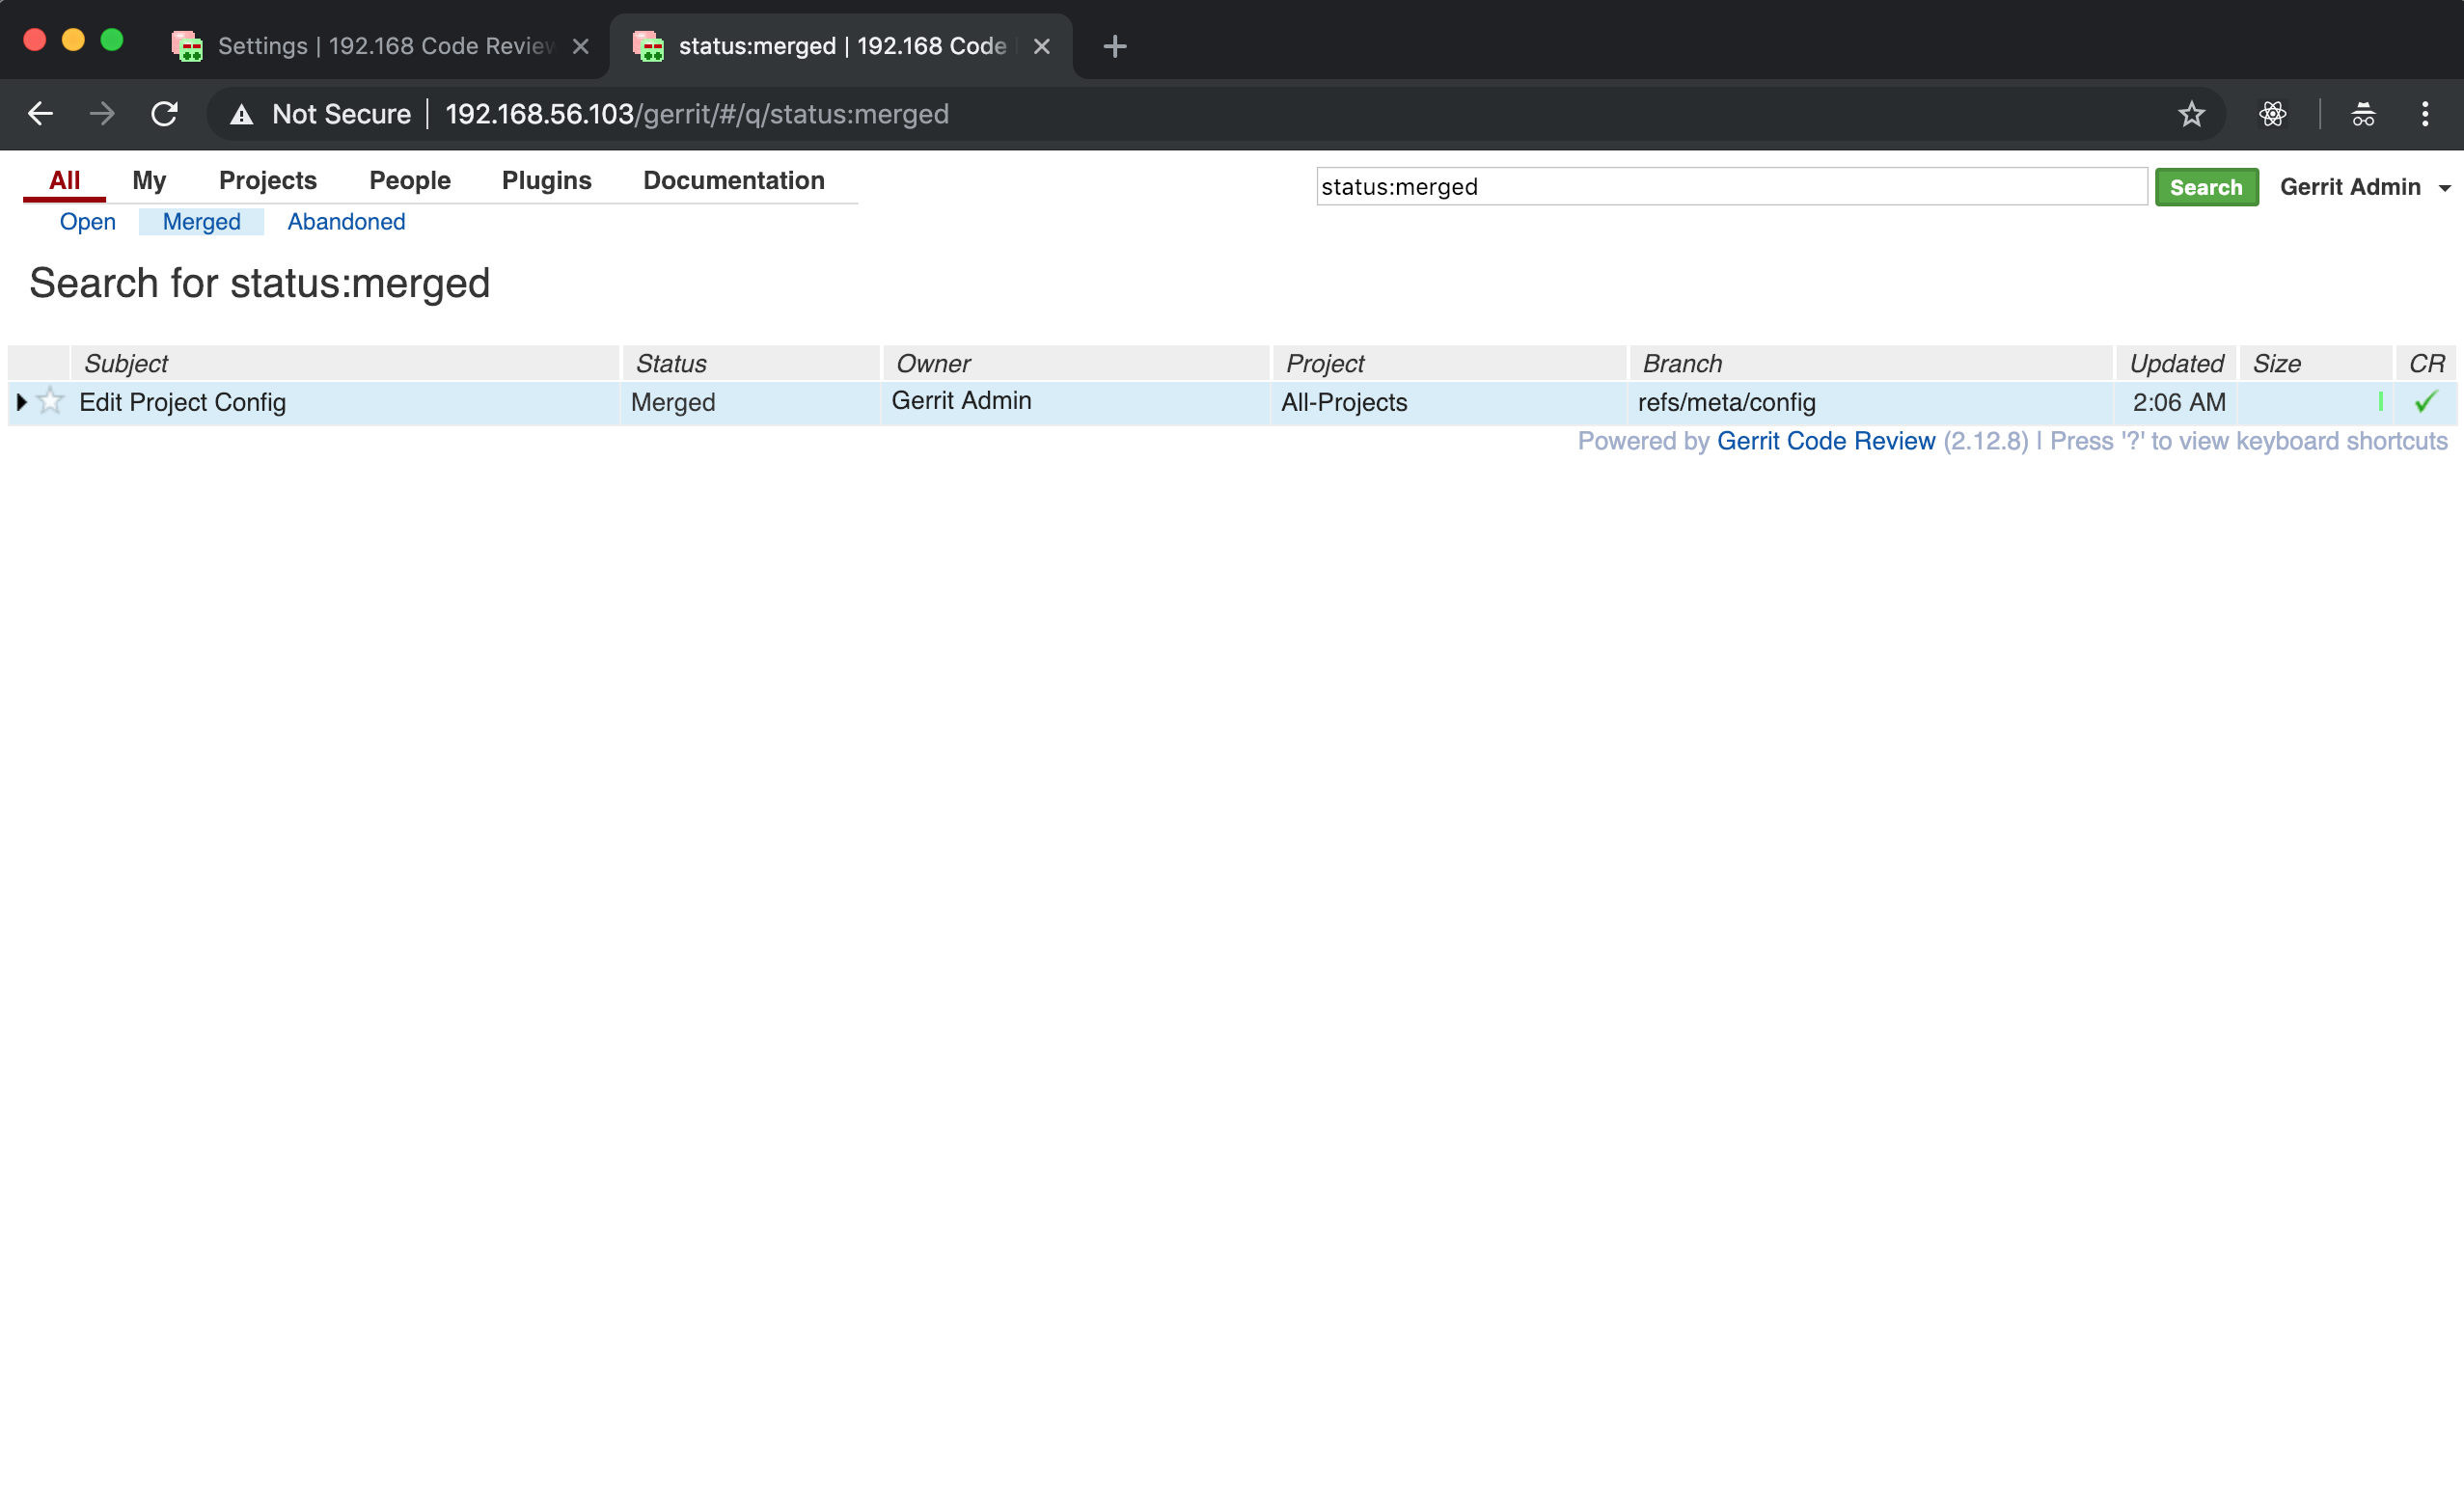 Settings | 192.168 Code Review
status:merged | 192.168 Code
Not Secure | 192.168.56.103/gerrit/#/q/status:merged
All My Projects People Plugins Documentation
status:merged Search Gerrit Admin
Open Merged Abandoned
Search for status:merged
Subject Status Owner Project Branch Updated Size CR
Edit Project Config Merged Gerrit Admin All-Projects refs/meta/config 2:06 AM
Powered by Gerrit Code Review (2.12.8) | Press '?' to view keyboard shortcuts